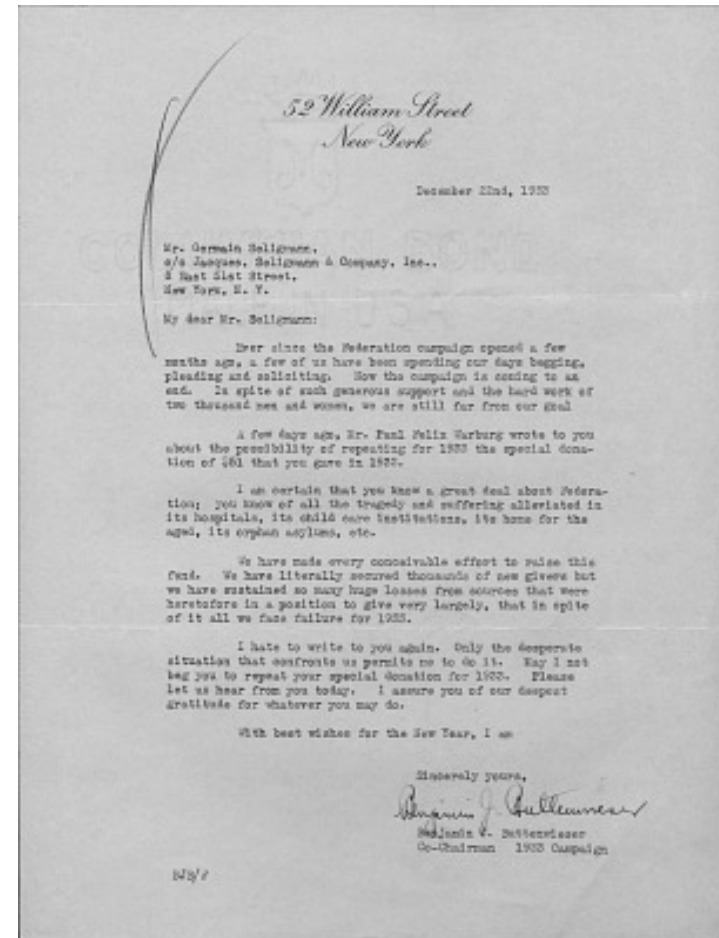 52 William Street
New York
December 22nd, 1933
Mr. Germain Seligmann,
c/o Jacques, Seligmann & Company, Inc.,
5 East 51st Street,
New York, N. Y.
My dear Mr. Seligmann:
Ever since the Federation campaign opened a few
months ago, a few of us have been spending our days begging,
pleading and soliciting. Now the campaign is coming to an
end. In spite of such generous support and the hard work of
two thousand men and women, we are still far from our goal
A few days ago, Mr. Paul Felix Warburg wrote to you
about the possibility of repeating for 1933 the special dona-
tion of that you gave in 1932.
I am certain that you know a great deal about Federa-
tion; you know of all the tragedy and suffering alleviated in
its hospitals, its child care institutions, its home for the
aged, its orphan asylums, etc.
We have made every conceivable effort to raise this
fund. We have literally secured thousands of new givers but
we have sustained so many huge losses from sources that were
heretofore in a position to give very largely, that in spite
of it all we face failure for 1933.
I hate to write to you again. Only the desperate
situation that confronts us permits me to do it. May I not
beg you to repeat your special donation for 1933. Please
let us hear from you today. I assure you of our deepest
gratitude for whatever you may do.
With best wishes for the New Year, I am
Sincerely yours,
Benjamin J. Buttenwieser
Benjamin J. Buttenwieser
Co-Chairman 1933 Campaign